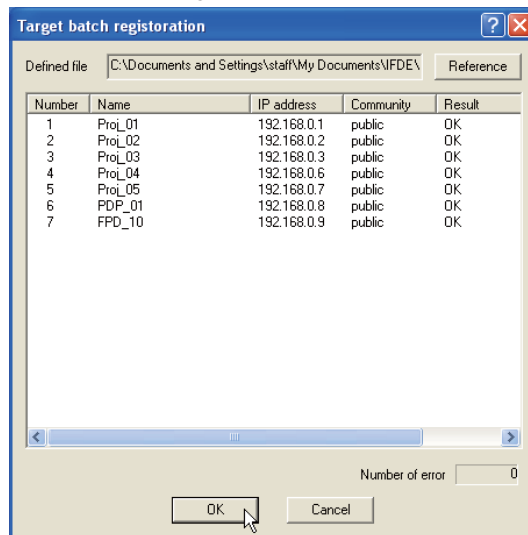 Target batch registoration
Defined file C:\Documents and Settings\staff\My Documents\IFDE\ Reference
Number Name IP address Community Result
1 Proj_01 192.168.0.1 public OK
2 Proj_02 192.168.0.2 public OK
3 Proj_03 192.168.0.3 public OK
4 Proj_04 192.168.0.6 public OK
5 Proj_05 192.168.0.7 public OK
6 PDP_01 192.168.0.8 public OK
7 FPD_10 192.168.0.9 public OK
Number of error 0
OK Cancel